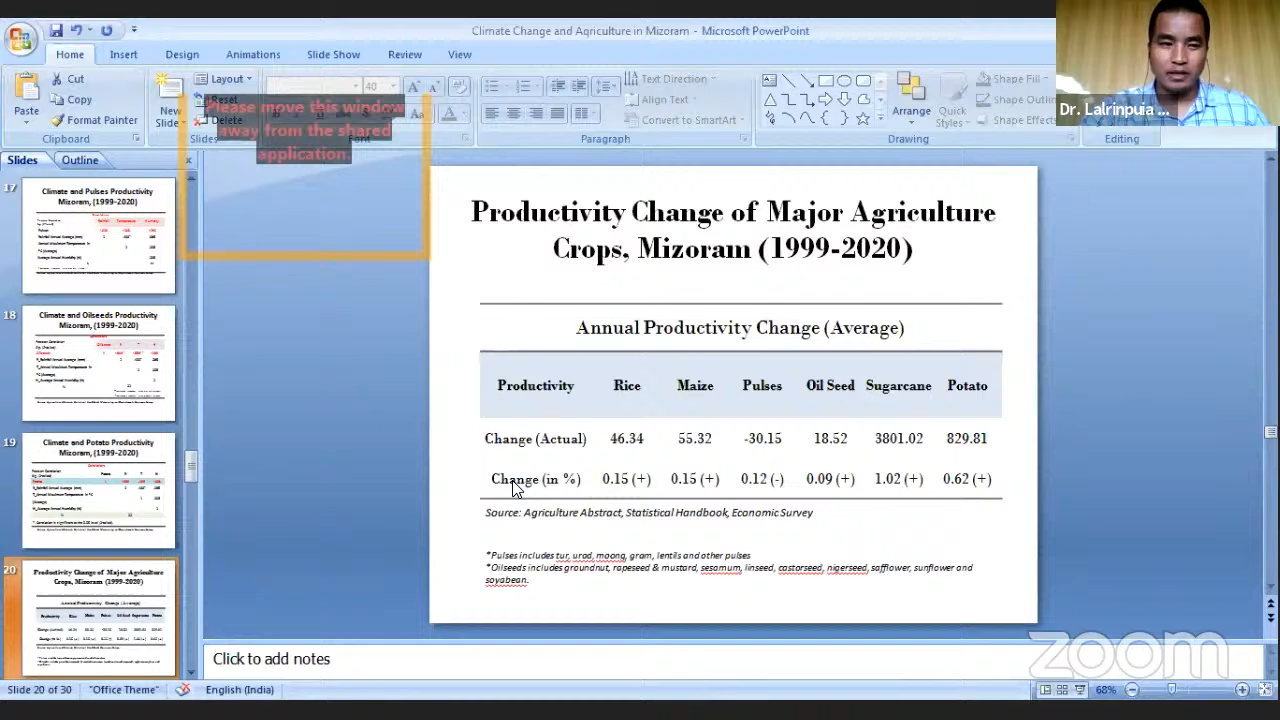 Climate Change and Agriculture in Mizoram - Microsoft PowerPoint
Home Insert Design Animations Slide Show Review View
Cut
Copy
Format Painter
Paste
Clipboard
New
Slide
Layout
Reset
Delete
Slides
40
Font
Please move this window
away from the shared
application.
Paragraph
Text Direction
Align Text
Convert to SmartArt
Arrange
Quick
Styles
Shape Fill
Drawing
Editing
Dr. Lalrinpuia ...
Slides Outline
17
Climate and Pulses Productivity
Mizoram, (1999-2020)
18
Climate and Oilseeds Productivity
Mizoram, (1999-2020)
19
Climate and Potato Productivity
Mizoram, (1999-2020)
20
Productivity Change of Major Agriculture
Crops, Mizoram (1999-2020)
Productivity Change of Major Agriculture
Crops, Mizoram (1999-2020)
Annual Productivity Change (Average)
Productivity Rice Maize Pulses Oil Seed Sugarcane Potato
Change (Actual) 46.34 55.32 -30.15 18.52 3801.02 829.81
Change (in %) 0.15 (+) 0.15 (+) 0.12 (-) 0.09 (+) 1.02 (+) 0.62 (+)
Source: Agriculture Abstract, Statistical Handbook, Economic Survey
*Pulses includes tur, urad, moong, gram, lentils and other pulses
*Oilseeds includes groundnut, rapeseed & mustard, sesamum, linseed, castorseed, nigerseed, safflower, sunflower and
soyabean.
Click to add notes
zoom
Slide 20 of 30 "Office Theme" English (India) 68%